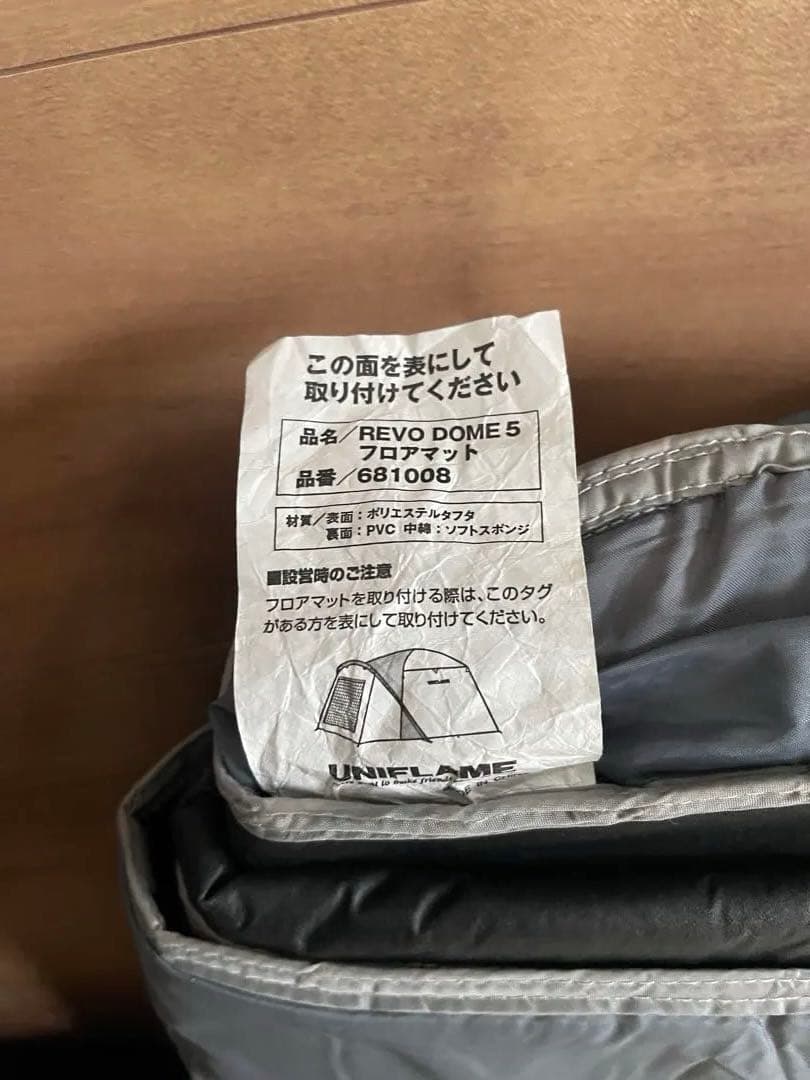 この面を表にして
取り付けてください
品名／REVO DOME 5
フロアマット
品番／681008
材質／表面：ポリエステルタフタ
裏面：PVC 中綿：ソフトスポンジ
■設営時のご注意
フロアマットを取り付ける際は、このタグ
がある方を表にして取り付けてください。
UNIFLAME
to make friends